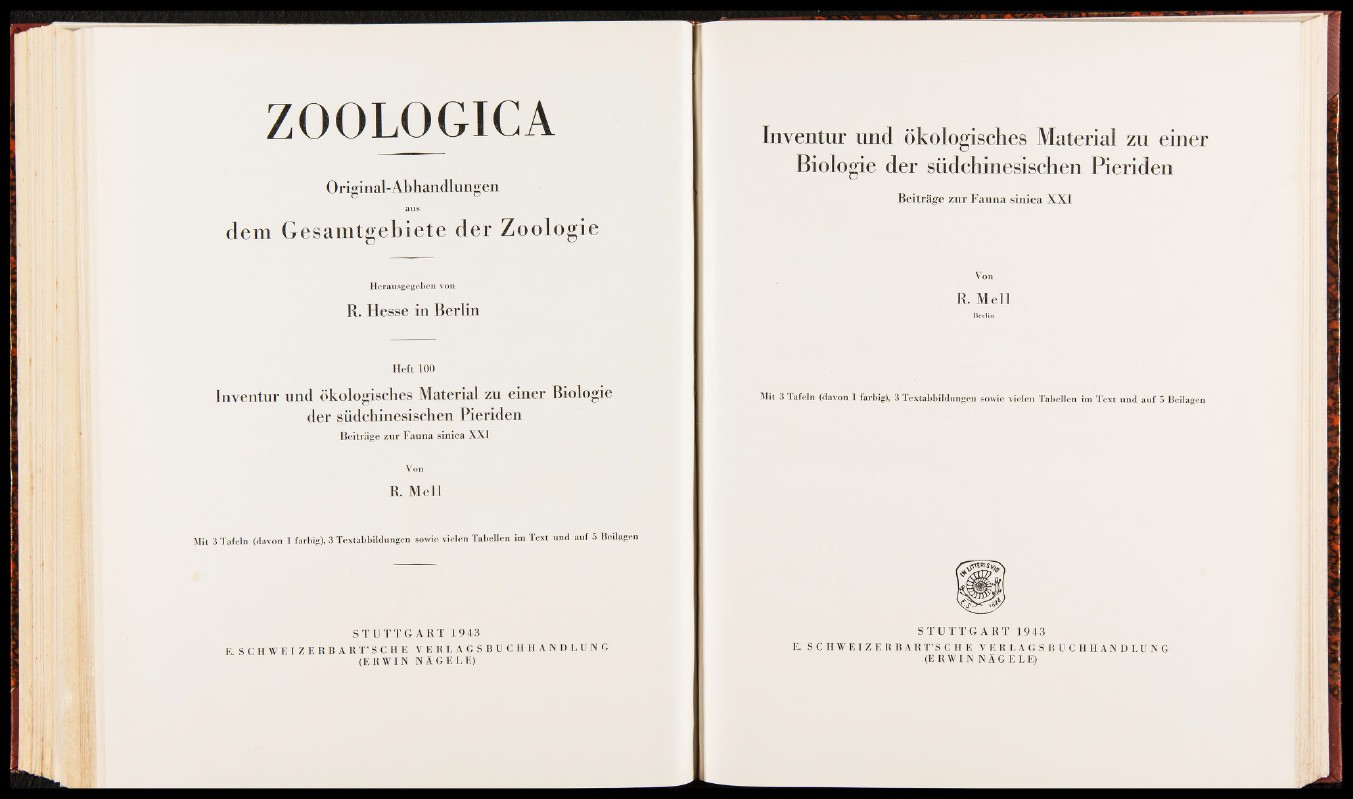 ZOOLOGICA
Original-Abhandlungen
aus
dem Gesamtgebiete der Zoologie
Herausgegeben von
R. Hesse in Berlin
Heft 100
Inventur und ökologisches Material zu einer Biologie
der südchinesischen Pieriden
Beiträge zur Fauna sinica XXI
Von
R. Mell
Mit 3 Tafeln (davon 1 farbig), 3 Textabbildungen sowie vielen Tabellen im Text und auf 5 Beilagen
STUTTGART 1943
E. SCHWEIZERBART'SCHE VERLAGSBUCHHANDLUNG
(ERWIN NÄGELE)
Inventur und ökologisches Material zu einer
Biologie der südchinesischen Pieriden
Beiträge zur Fauna sinica XXI
Von
R. Mell
Berlin
Mit 3 Tafeln (davon 1 farbig), 3 Textabbildungen sowie vielen Tabellen im Text und auf 5 Beilagen
IN LITTERIS VIS
E.S. 1826
STUTTGART 1943
E. SCHWEIZERBART'SCHE VERLAGSBUCHHANDLUNG
(ERWIN NÄGELE)